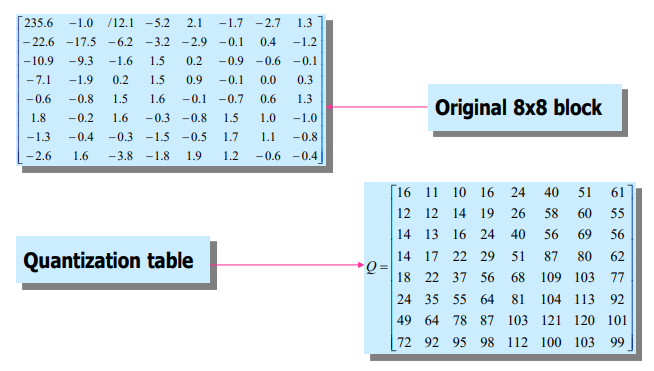 235.6 −1.0 /12.1 −5.2 2.1 −1.7 −2.7 1.3
−22.6 −17.5 −6.2 −3.2 −2.9 −0.1 0.4 −1.2
−10.9 −9.3 −1.6 1.5 0.2 −0.9 −0.6 −0.1
−7.1 −1.9 0.2 1.5 0.9 −0.1 0.0 0.3
−0.6 −0.8 1.5 1.6 −0.1 −0.7 0.6 1.3
1.8 −0.2 1.6 −0.3 −0.8 1.5 1.0 −1.0
−1.3 −0.4 −0.3 −1.5 −0.5 1.7 1.1 −0.8
−2.6 1.6 −3.8 −1.8 1.9 1.2 −0.6 −0.4
Original 8x8 block
Quantization table
Q =
16 11 10 16 24 40 51 61
12 12 14 19 26 58 60 55
14 13 16 24 40 56 69 56
14 17 22 29 51 87 80 62
18 22 37 56 68 109 103 77
24 35 55 64 81 104 113 92
49 64 78 87 103 121 120 101
72 92 95 98 112 100 103 99